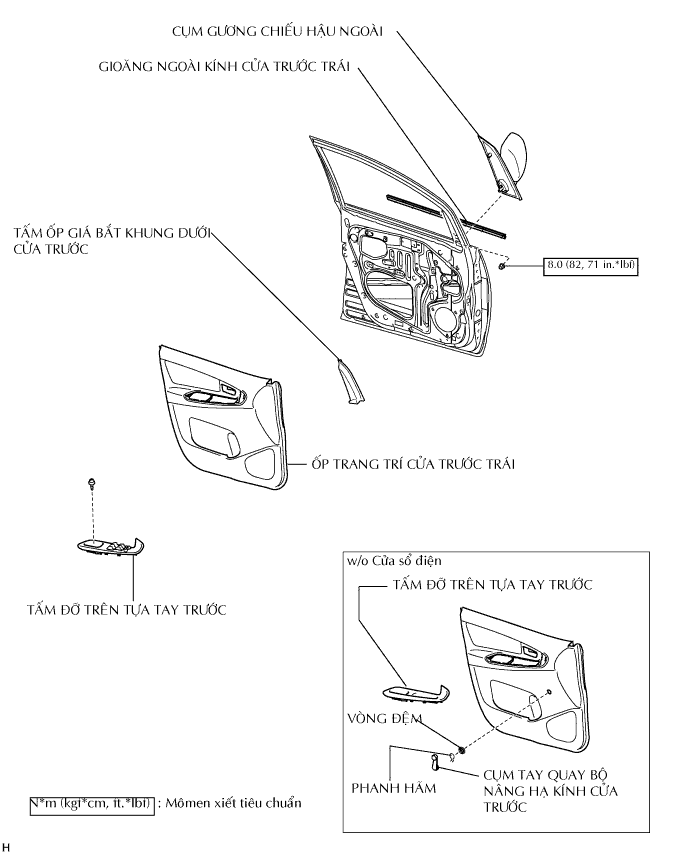 CỤM GƯƠNG CHIẾU HẬU NGOÀI
GIOĂNG NGOÀI KÍNH CỬA TRƯỚC TRÁI
TẤM ỐP GIÁ BẮT KHUNG DƯỚI
CỬA TRƯỚC
8.0 (82, 71 in.*lbf)
ỐP TRANG TRÍ CỬA TRƯỚC TRÁI
TẤM ĐỠ TRÊN TỰA TAY TRƯỚC
w/o Cửa sổ điện
TẤM ĐỠ TRÊN TỰA TAY TRƯỚC
VÒNG ĐỆM
PHANH HÃM
CỤM TAY QUAY BỘ
NÂNG HẠ KÍNH CỬA
TRƯỚC
N*m (kgf*cm, ft.*lbf) : Mômen xiết tiêu chuẩn
H